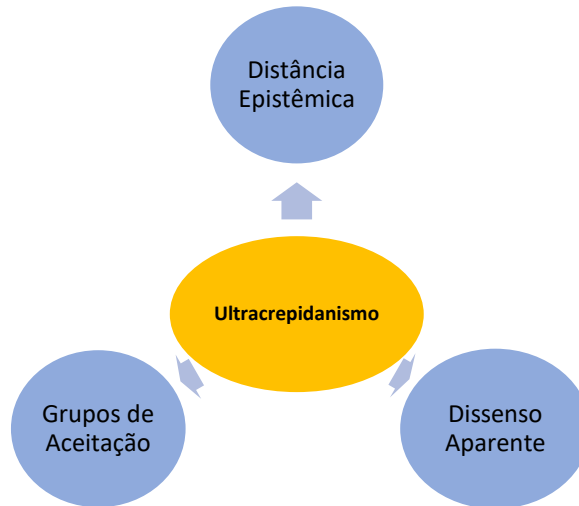 Distância
Epistêmica
Ultracrepidanismo
Grupos de
Aceitação
Dissenso
Aparente